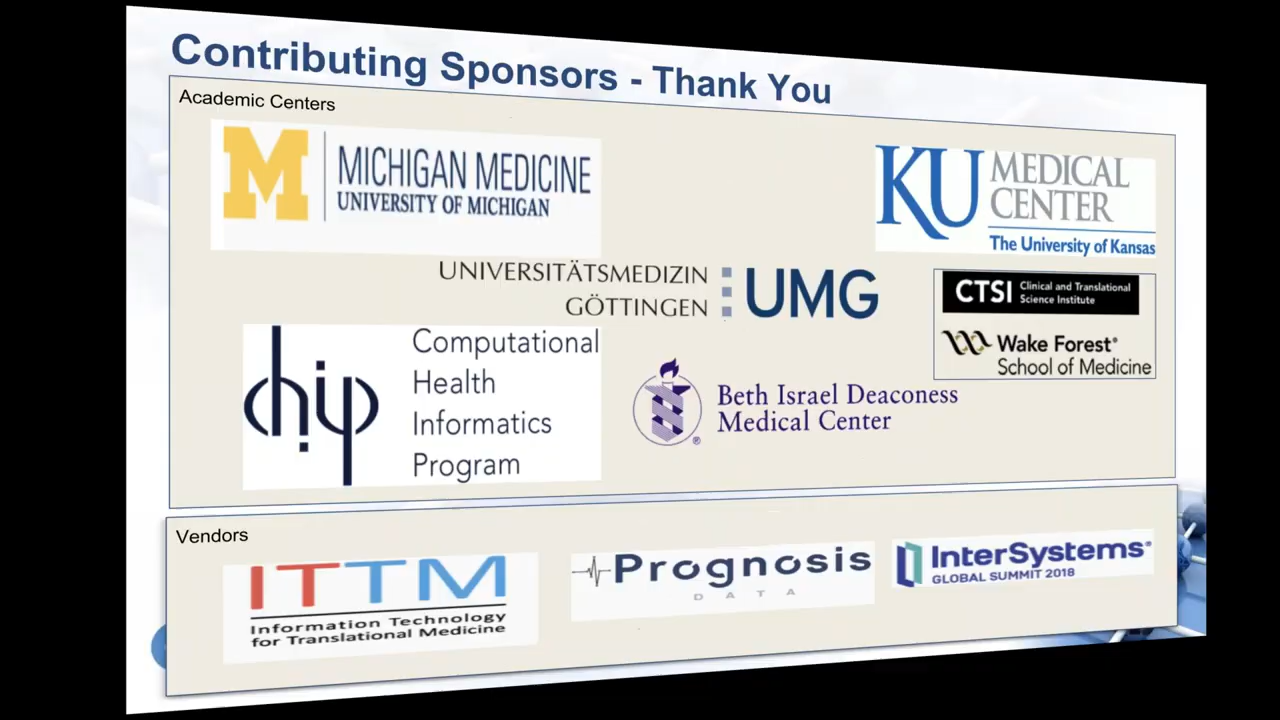 Contributing Sponsors - Thank You
Academic Centers
M
MICHIGAN MEDICINE
UNIVERSITY OF MICHIGAN
KU MEDICAL CENTER
The University of Kansas
UNIVERSITÄTSMEDIZIN
GÖTTINGEN
UMG
CTSI Clinical and Translational
Science Institute
Wake Forest®
School of Medicine
chip
Computational
Health
Informatics
Program
Beth Israel Deaconess
Medical Center
®
Vendors
ITTM
Information Technology
for Translational Medicine
Prognosis
DATA
InterSystems®
GLOBAL SUMMIT 2018